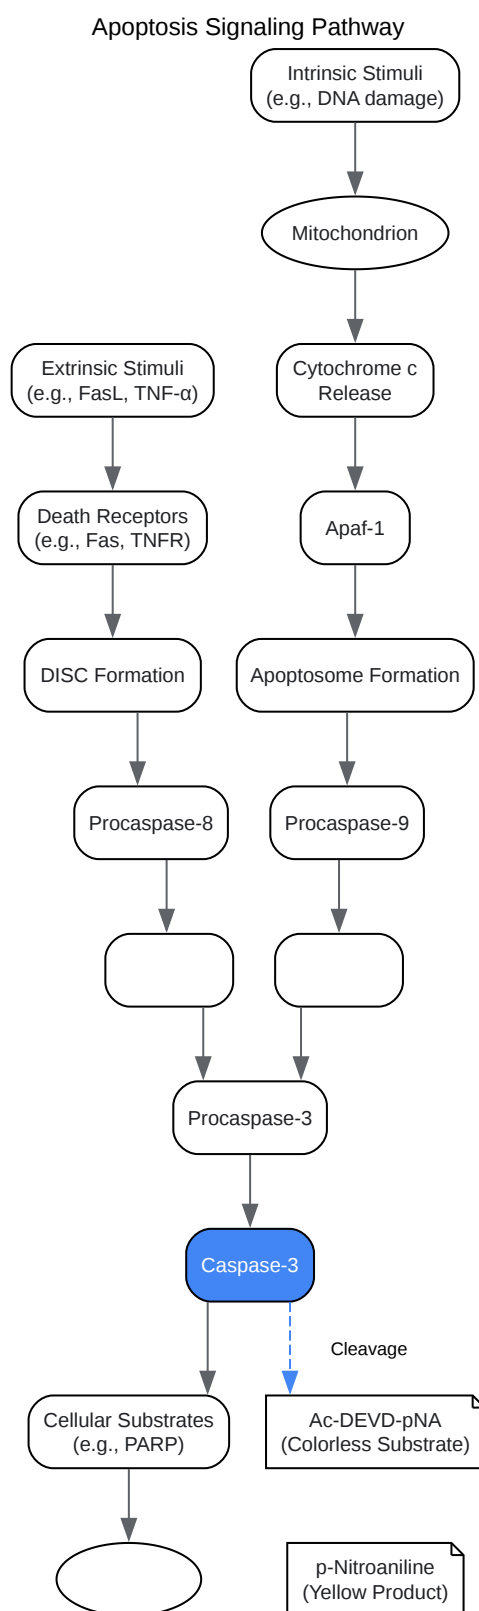 Apoptosis Signaling Pathway
Intrinsic Stimuli
(e.g., DNA damage)
Mitochondrion
Extrinsic Stimuli
(e.g., FasL, TNF-α)
Cytochrome c
Release
Death Receptors
(e.g., Fas, TNFR)
Apaf-1
DISC Formation
Apoptosome Formation
Procaspase-8
Procaspase-9
Procaspase-3
Caspase-3
Cleavage
Cellular Substrates
(e.g., PARP)
Ac-DEVD-pNA
(Colorless Substrate)
p-Nitroaniline
(Yellow Product)